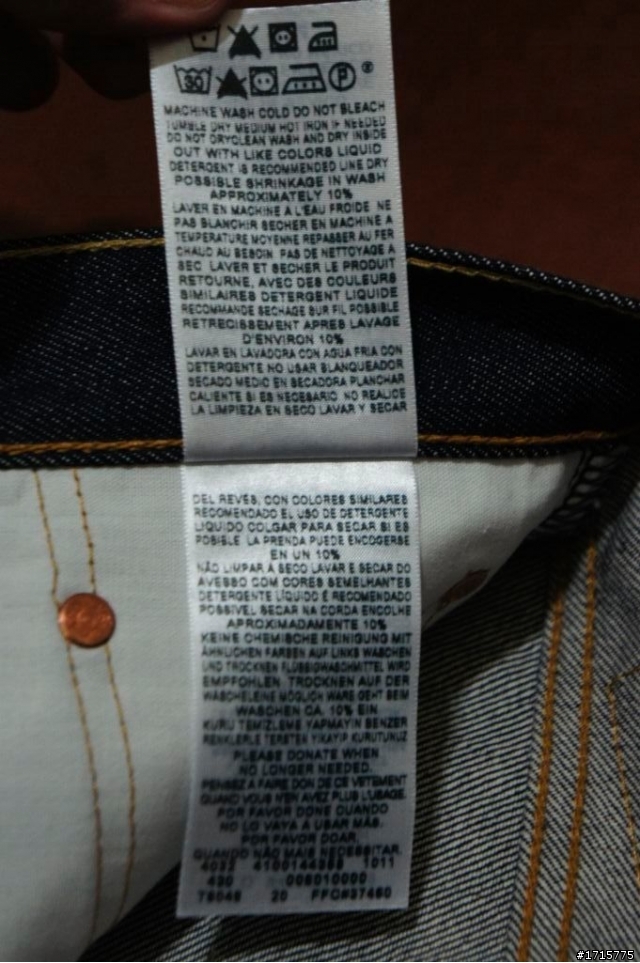 30
P
MACHINE WASH COLD DO NOT BLEACH
TUMBLE DRY MEDIUM HOT IRON IF NEEDED
DO NOT DRYCLEAN WASH AND DRY INSIDE
OUT WITH LIKE COLORS LIQUID
DETERGENT IS RECOMMENDED LINE DRY
POSSIBLE SHRINKAGE IN WASH
APPROXIMATELY 10%
LAVER EN MACHINE A L'EAU FROIDE NE
PAS BLANCHIR SECHER EN MACHINE A
TEMPERATURE MOYENNE REPASSER AU FER
CHAUD AU BESOIN PAS DE NETTOYAGE A
SEC LAVER ET SECHER LE PRODUIT
RETOURNE, AVEC DES COULEURS
SIMILAIRES DETERGENT LIQUIDE
RECOMMANDE SECHAGE SUR FIL POSSIBLE
RETRECISSEMENT APRES LAVAGE
D'ENVIRON 10%
LAVAR EN LAVADORA CON AGUA FRIA CON
DETERGENTE NO USAR BLANQUEADOR
SECADO MEDIO EN SECADORA PLANCHAR
CALIENTE SI ES NECESARIO NO REALICE
LA LIMPIEZA EN SECO LAVAR Y SECAR
DEL REVES, CON COLORES SIMILARES
RECOMENDADO EL USO DE DETERGENTE
LIQUIDO COLGAR PARA SECAR SI ES
POSIBLE LA PRENDA PUEDE ENCOGERSE
EN UN 10%
NÃO LIMPAR A SECO LAVAR E SECAR DO
AVESSO COM CORES SEMELHANTES
DETERGENTE LÍQUIDO É RECOMENDADO
POSSIVEL SECAR NA CORDA ENCOLHE
APROXIMADAMENTE 10%
KEINE CHEMISCHE REINIGUNG MIT
ÄHNLICHEN FARBEN AUF LINKS WASCHEN
UND TROCKNEN FLÜSSIGWASCHMITTEL WIRD
EMPFOHLEN. TROCKNEN AUF DER
WÄSCHELEINE MÖGLICH WARE GEHT BEIM
WASCHEN CA. 10% EIN
KURU TEMIZLEME YAPMAYIN BENZER
RENKLERLE TERSTEN YIKAYIP KURUTUNUZ
PLEASE DONATE WHEN
NO LONGER NEEDED.
PENSEZ A FAIRE DON DE CE VETEMENT
QUAND VOUS N'EN AVEZ PLUS L'USAGE.
POR FAVOR DONE CUANDO
NO LO VAYA A USAR MAS.
POR FAVOR DOAR,
QUANDO NÃO MAIS NECESSITAR.
1011
430 006010000
20
#1715775